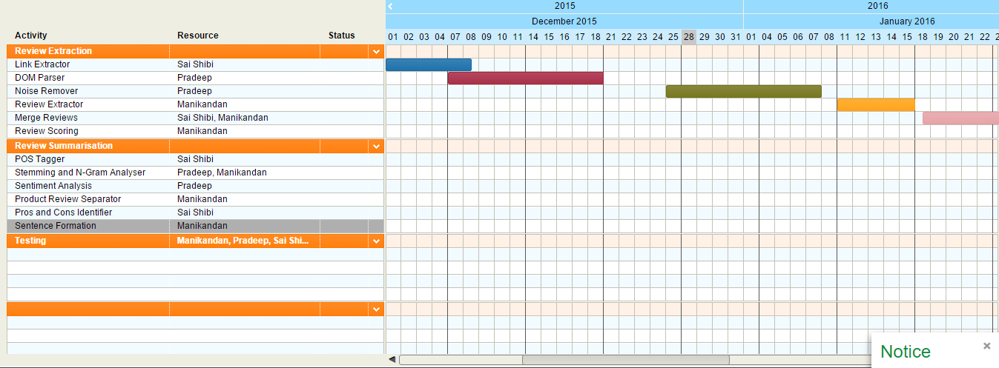 2015 2016
December 2015 January 2016
Activity Resource Status 01 02 03 04 07 08 09 10 11 14 15 16 17 18 21 22 23 24 25 28 29 30 31 01 04 05 06 07 08 11 12 13 14 15 18 19 20 21 22
Review Extraction
Link Extractor Sai Shibi
DOM Parser Pradeep
Noise Remover Pradeep
Review Extractor Manikandan
Merge Reviews Sai Shibi, Manikandan
Review Scoring Manikandan
Review Summarisation
POS Tagger Sai Shibi
Stemming and N-Gram Analyser Pradeep, Manikandan
Sentiment Analysis Pradeep
Product Review Separator Manikandan
Pros and Cons Identifier Sai Shibi
Sentence Formation Manikandan
Testing Manikandan, Pradeep, Sai Shi...
Notice ×